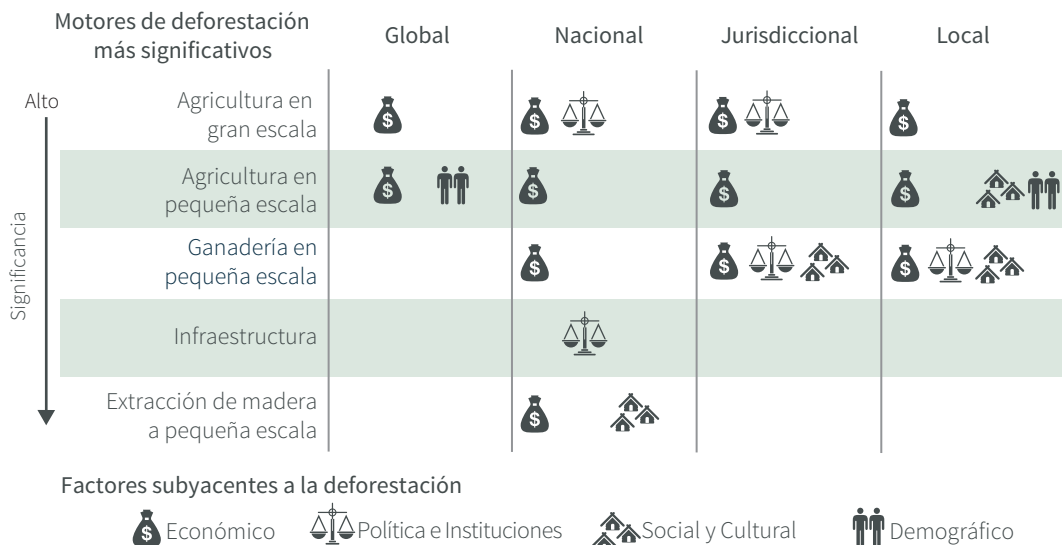 Motores de deforestación
más significativos
Global
Nacional
Jurisdiccional
Local
Alto
Significancia
Agricultura en
gran escala
Agricultura en
pequeña escala
Ganadería en
pequeña escala
Infraestructura
Extracción de madera
a pequeña escala
Factores subyacentes a la deforestación
$ Económico
Política e Instituciones
Social y Cultural
Demográfico